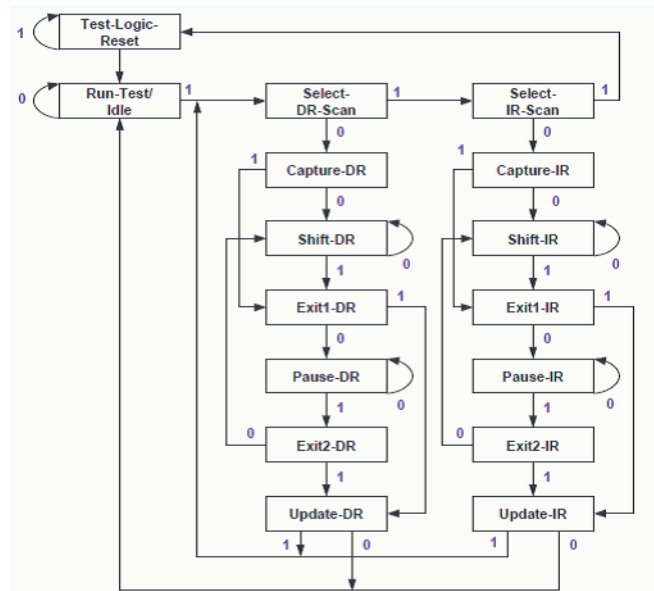 Test-Logic-
Reset
1
Run-Test/
Idle
0
1
Select-
DR-Scan
1
Select-
IR-Scan
1
0
0
1
Capture-DR
1
Capture-IR
0
0
Shift-DR
0
Shift-IR
0
1
1
Exit1-DR
1
Exit1-IR
1
0
0
Pause-DR
0
Pause-IR
0
1
1
0
Exit2-DR
0
Exit2-IR
1
1
Update-DR
Update-IR
1
0
1
0